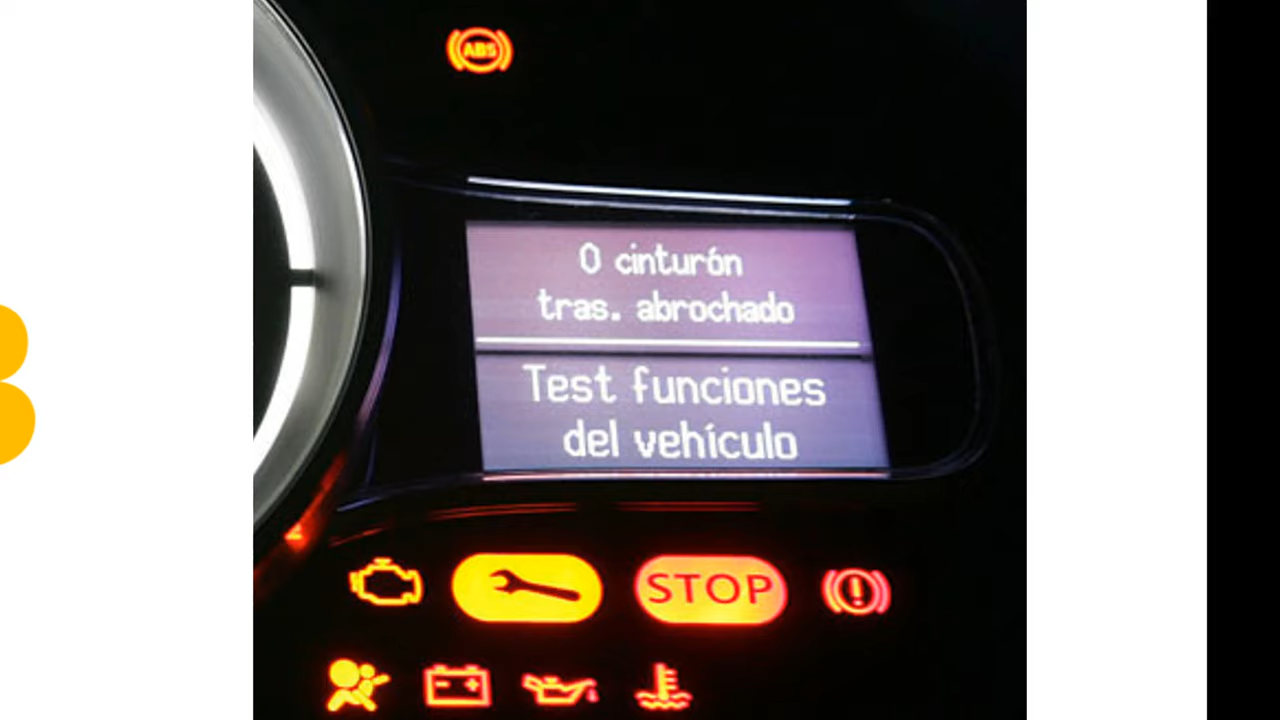 ABS
0 cinturón
tras. abrochado
Test funciones
del vehículo
STOP